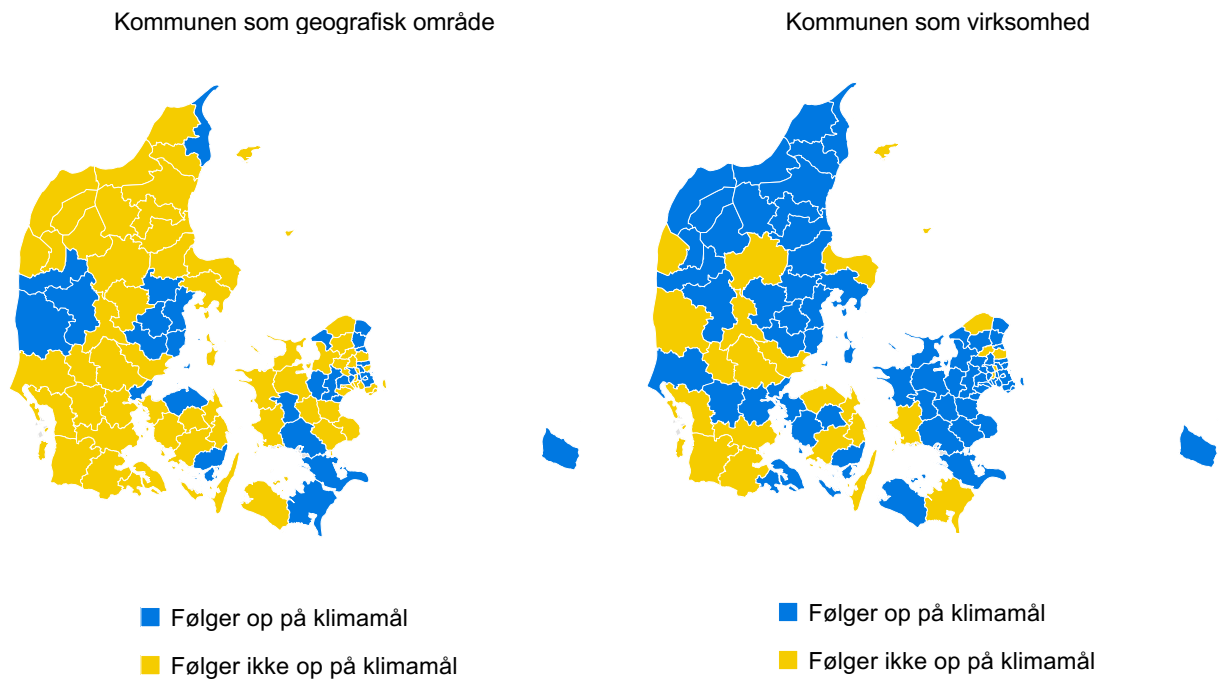 Kommunen som geografisk område
Kommunen som virksomhed
Følger op på klimamål
Følger ikke op på klimamål
Følger op på klimamål
Følger ikke op på klimamål